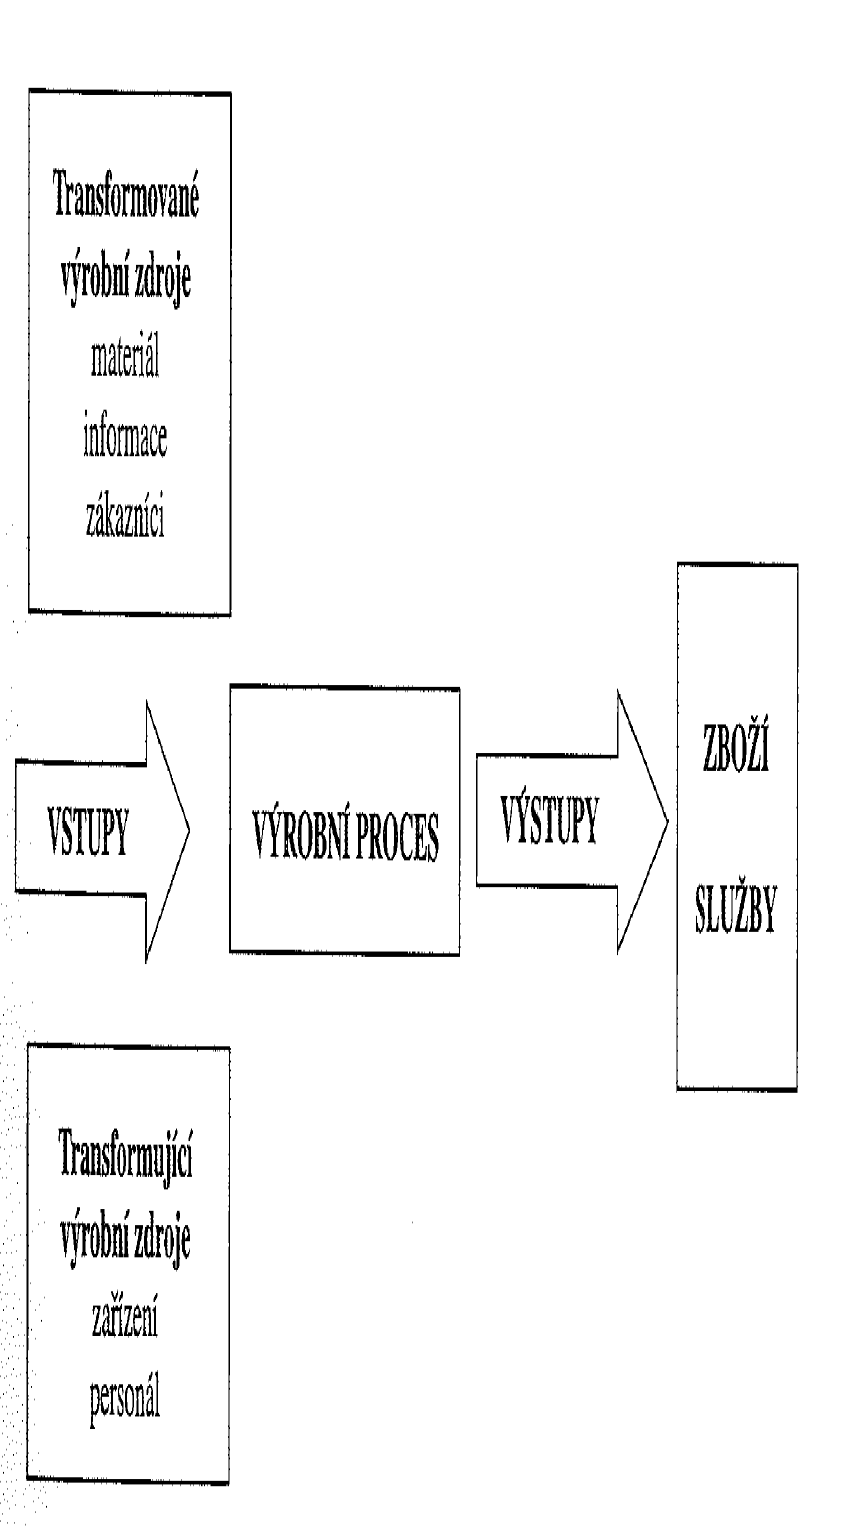 Transformované
výrobní zdroje
materiál
informace
zákazníci
VSTUPY
VÝROBNÍ PROCES
VÝSTUPY
ZBOŽÍ
SLUŽBY
Transformující
výrobní zdroje
zařízení
personál